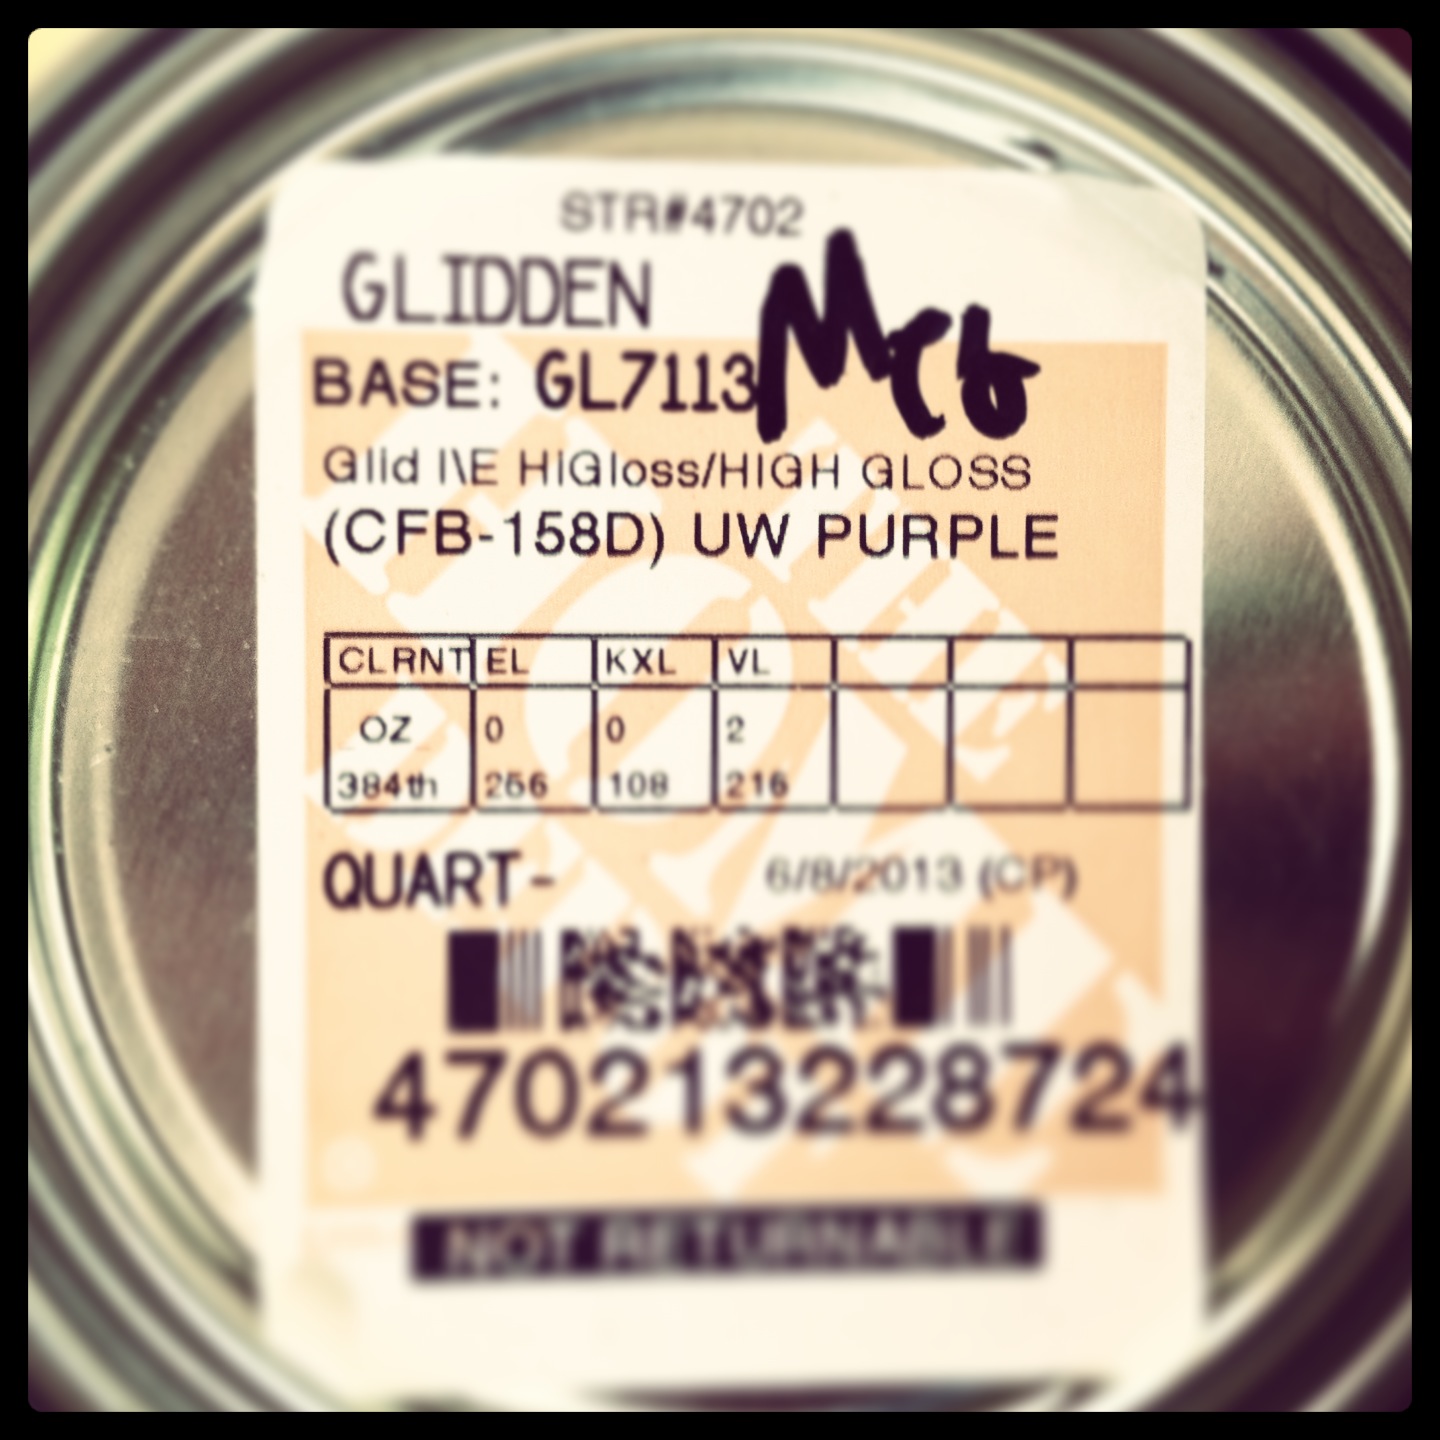 STR#4702
GLIDDEN
BASE: GL7113
Glid I\E HiGloss/HIGH GLOSS
(CFB-158D) UW PURPLE
CLRNT EL KXL VL
OZ 0 0 2
384th 256 108 216
QUART- 6/8/2013 (CP)
470213228724
NOT RETURNABLE